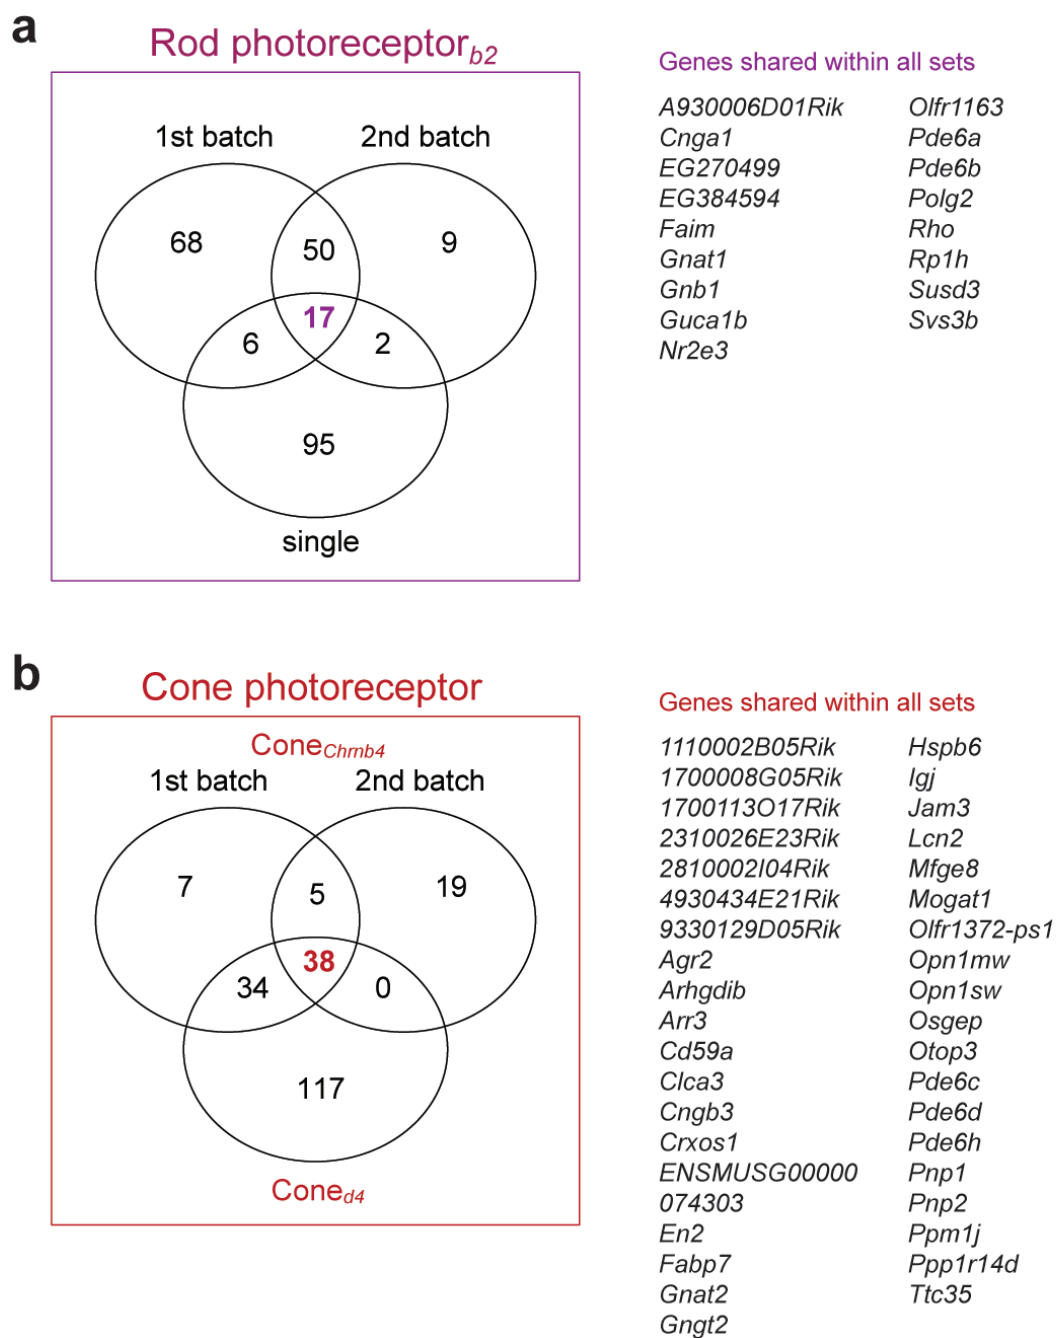 a
Rod photoreceptorb2
1st batch
2nd batch
68
50
9
17
6
2
95
single
Genes shared within all sets
A930006D01Rik
Cnga1
EG270499
EG384594
Faim
Gnat1
Gnb1
Guca1b
Nr2e3
Olfr1163
Pde6a
Pde6b
Polg2
Rho
Rp1h
Susd3
Svs3b
b
Cone photoreceptor
ConeChrnb4
1st batch
2nd batch
7
5
19
38
34
0
117
Coned4
Genes shared within all sets
1110002B05Rik
1700008G05Rik
1700113O17Rik
2310026E23Rik
2810002I04Rik
4930434E21Rik
9330129D05Rik
Agr2
Arhgdib
Arr3
Cd59a
Clca3
Cngb3
Crxos1
ENSMUSG00000
074303
En2
Fabp7
Gnat2
Gngt2
Hspb6
Igj
Jam3
Lcn2
Mfge8
Mogat1
Olfr1372-ps1
Opn1mw
Opn1sw
Osgep
Otop3
Pde6c
Pde6d
Pde6h
Pnp1
Pnp2
Ppm1j
Ppp1r14d
Ttc35